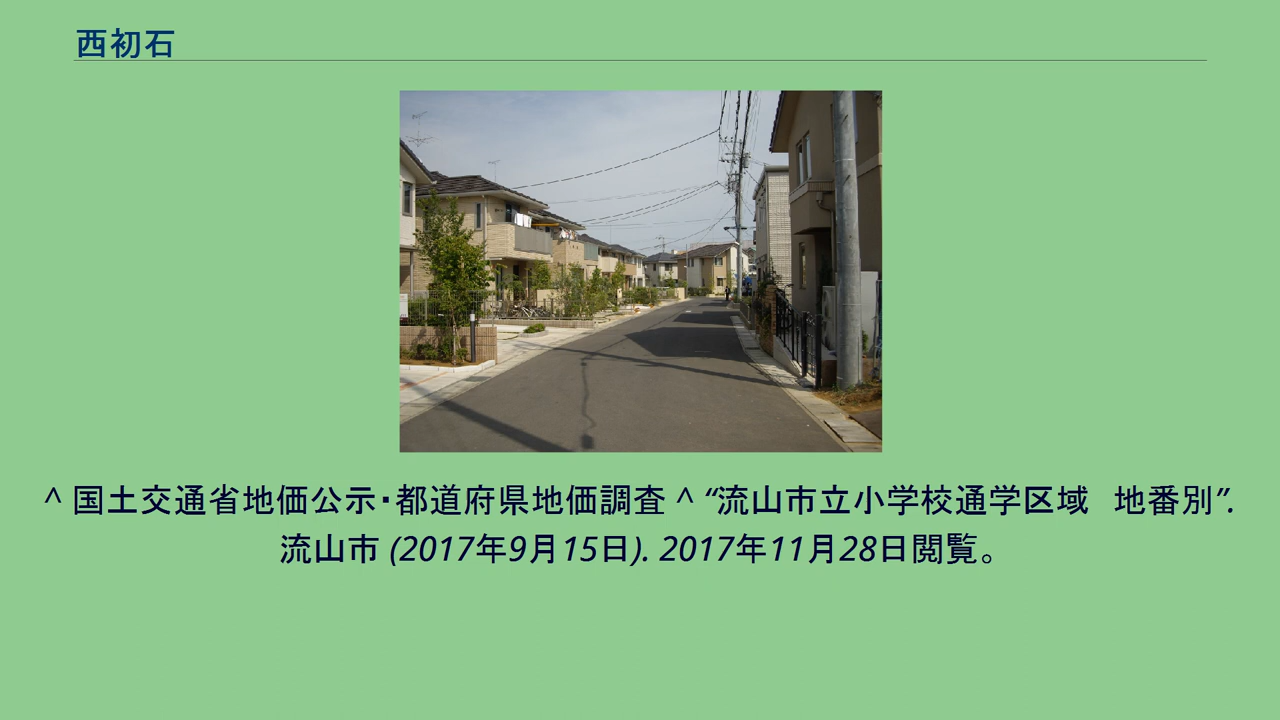 西初石
^ 国土交通省地価公示・都道府県地価調査 ^ “流山市立小学校通学区域　地番別”.
流山市 (2017年9月15日). 2017年11月28日閲覧。